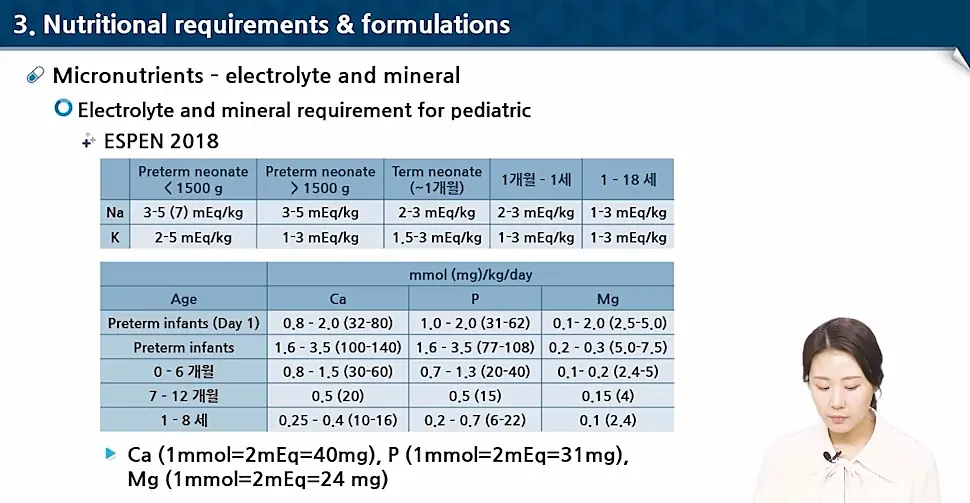 3. Nutritional requirements & formulations
Micronutrients - electrolyte and mineral
Electrolyte and mineral requirement for pediatric
ESPEN 2018
Preterm neonate < 1500 g Preterm neonate > 1500 g Term neonate (~1개월) 1개월 - 1세 1 - 18 세
Na 3-5 (7) mEq/kg 3-5 mEq/kg 2-3 mEq/kg 2-3 mEq/kg 1-3 mEq/kg
K 2-5 mEq/kg 1-3 mEq/kg 1.5-3 mEq/kg 1-3 mEq/kg 1-3 mEq/kg
mmol (mg)/kg/day
Age Ca P Mg
Preterm infants (Day 1) 0.8 - 2.0 (32-80) 1.0 - 2.0 (31-62) 0.1- 2.0 (2.5-5.0)
Preterm infants 1.6 - 3.5 (100-140) 1.6 - 3.5 (77-108) 0.2 - 0.3 (5.0-7.5)
0 - 6 개월 0.8 - 1.5 (30-60) 0.7 - 1.3 (20-40) 0.1- 0.2 (2.4-5)
7 - 12 개월 0.5 (20) 0.5 (15) 0.15 (4)
1 - 8 세 0.25 - 0.4 (10-16) 0.2 - 0.7 (6-22) 0.1 (2.4)
Ca (1mmol=2mEq=40mg), P (1mmol=2mEq=31mg),
Mg (1mmol=2mEq=24 mg)